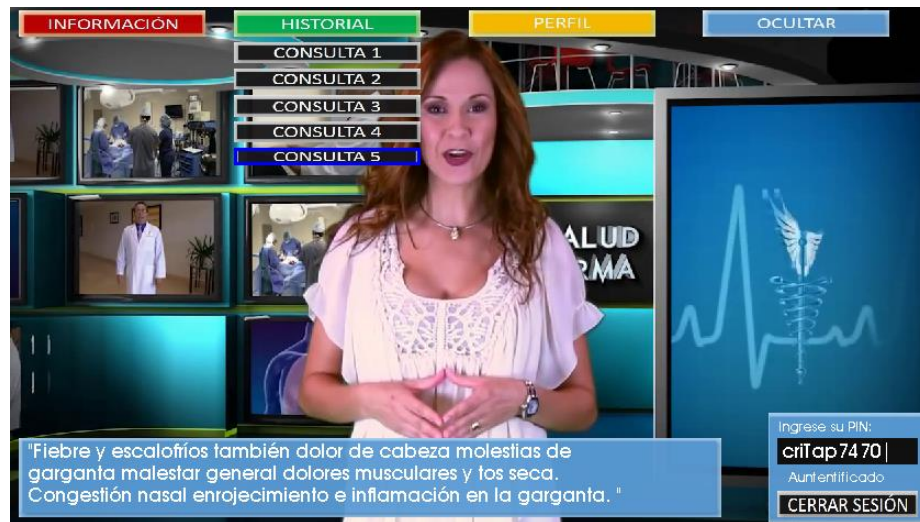 INFORMACIÓN
HISTORIAL
PERFIL
OCULTAR
CONSULTA 1
CONSULTA 2
CONSULTA 3
CONSULTA 4
CONSULTA 5
ALUD
RMA
"Fiebre y escalofríos también dolor de cabeza molestias de
garganta malestar general dolores musculares y tos seca.
Congestión nasal enrojecimiento e inflamación en la garganta. "
Ingrese su PIN:
criTap7470|
Auntentificado
CERRAR SESIÓN